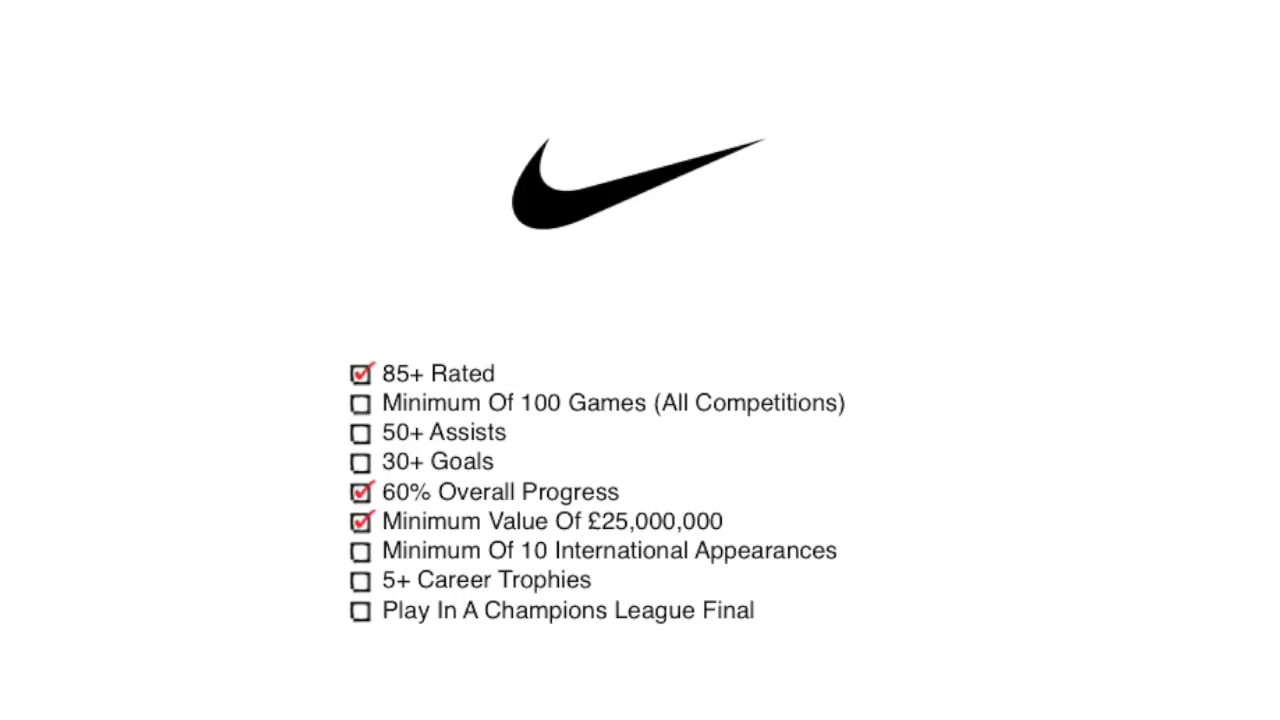 85+ Rated
Minimum Of 100 Games (All Competitions)
50+ Assists
30+ Goals
60% Overall Progress
Minimum Value Of £25,000,000
Minimum Of 10 International Appearances
5+ Career Trophies
Play In A Champions League Final